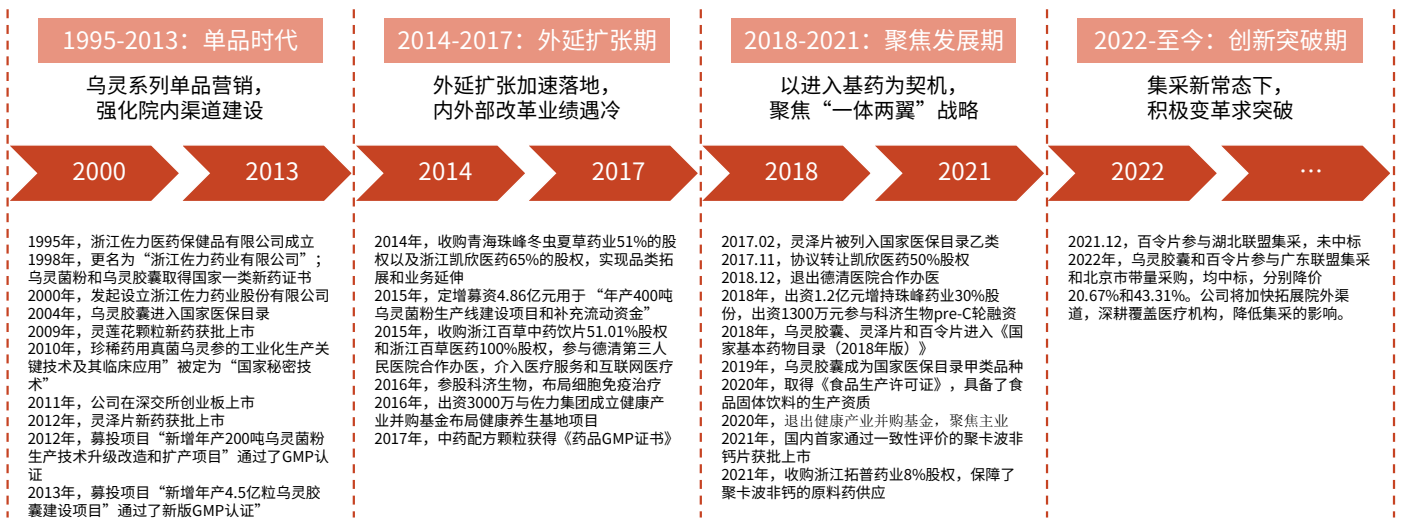 1995-2013：单品时代
乌灵系列单品营销，
强化院内渠道建设
2000
2013
1995年，浙江佐力医药保健品有限公司成立
1998年，更名为“浙江佐力药业有限公司”；
乌灵菌粉和乌灵胶囊取得国家一类新药证书
2000年，发起设立浙江佐力药业股份有限公司
2004年，乌灵胶囊进入国家医保目录
2009年，灵莲花颗粒新药获批上市
2010年，珍稀药用真菌乌灵参的工业化生产关
键技术及其临床应用”被定为“国家秘密技
术”
2011年，公司在深交所创业板上市
2012年，灵泽片新药获批上市
2012年，募投项目“新增年产200吨乌灵菌粉
生产技术升级改造和扩产项目”通过了GMP认
证
2013年，募投项目“新增年产4.5亿粒乌灵胶
囊建设项目”通过了新版GMP认证”
2014-2017：外延扩张期
外延扩张加速落地，
内外部改革业绩遇冷
2014
2017
2014年，收购青海珠峰冬虫夏草药业51%的股
权以及浙江凯欣医药65%的股权，实现品类拓
展和业务延伸
2015年，定增募资4.86亿元用于 “年产400吨
乌灵菌粉生产线建设项目和补充流动资金”
2015年，收购浙江百草中药饮片51.01%股权
和浙江百草医药100%股权，参与德清第三人
民医院合作办医，介入医疗服务和互联网医疗
2016年，参股科济生物，布局细胞免疫治疗
2016年，出资3000万与佐力集团成立健康产
业并购基金布局健康养生基地项目
2017年，中药配方颗粒获得《药品GMP证书》
2018-2021：聚焦发展期
以进入基药为契机，
聚焦“一体两翼”战略
2018
2021
2017.02，灵泽片被列入国家医保目录乙类
2017.11，协议转让凯欣医药50%股权
2018.12，退出德清医院合作办医
2018年，出资1.2亿元增持珠峰药业30%股
份，出资1300万元参与科济生物pre-C轮融资
2018年，乌灵胶囊、灵泽片和百令片进入《国
家基本药物目录（2018年版）》
2019年，乌灵胶囊成为国家医保目录甲类品种
2020年，取得《食品生产许可证》，具备了食
品固体饮料的生产资质
2020年，退出健康产业并购基金，聚焦主业
2021年，国内首家通过一致性评价的聚卡波非
钙片获批上市
2021年，收购浙江拓普药业8%股权，保障了
聚卡波非钙的原料药供应
2022-至今：创新突破期
集采新常态下，
积极变革求突破
2022
…
2021.12，百令片参与湖北联盟集采，未中标
2022年，乌灵胶囊和百令片参与广东联盟集采
和北京市带量采购，均中标，分别降价
20.67%和43.31%。公司将加快拓展院外渠
道，深耕覆盖医疗机构，降低集采的影响。